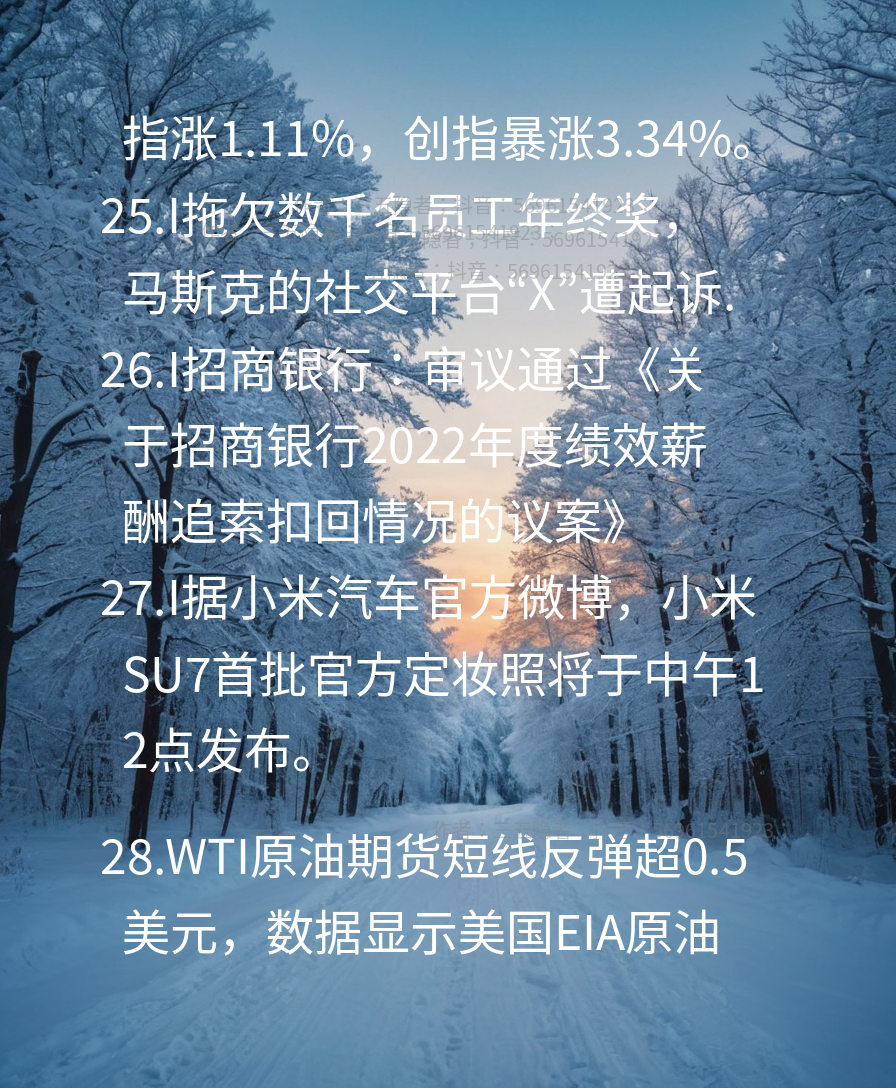 指涨1.11%，创指暴涨3.34%。
25.I拖欠数千名员工年终奖，
马斯克的社交平台“X”遭起诉.
26.I招商银行：审议通过《关
于招商银行2022年度绩效薪
酬追索扣回情况的议案》
27.I据小米汽车官方微博，小米
SU7首批官方定妆照将于中午1
2点发布。
28.WTI原油期货短线反弹超0.5
美元，数据显示美国EIA原油